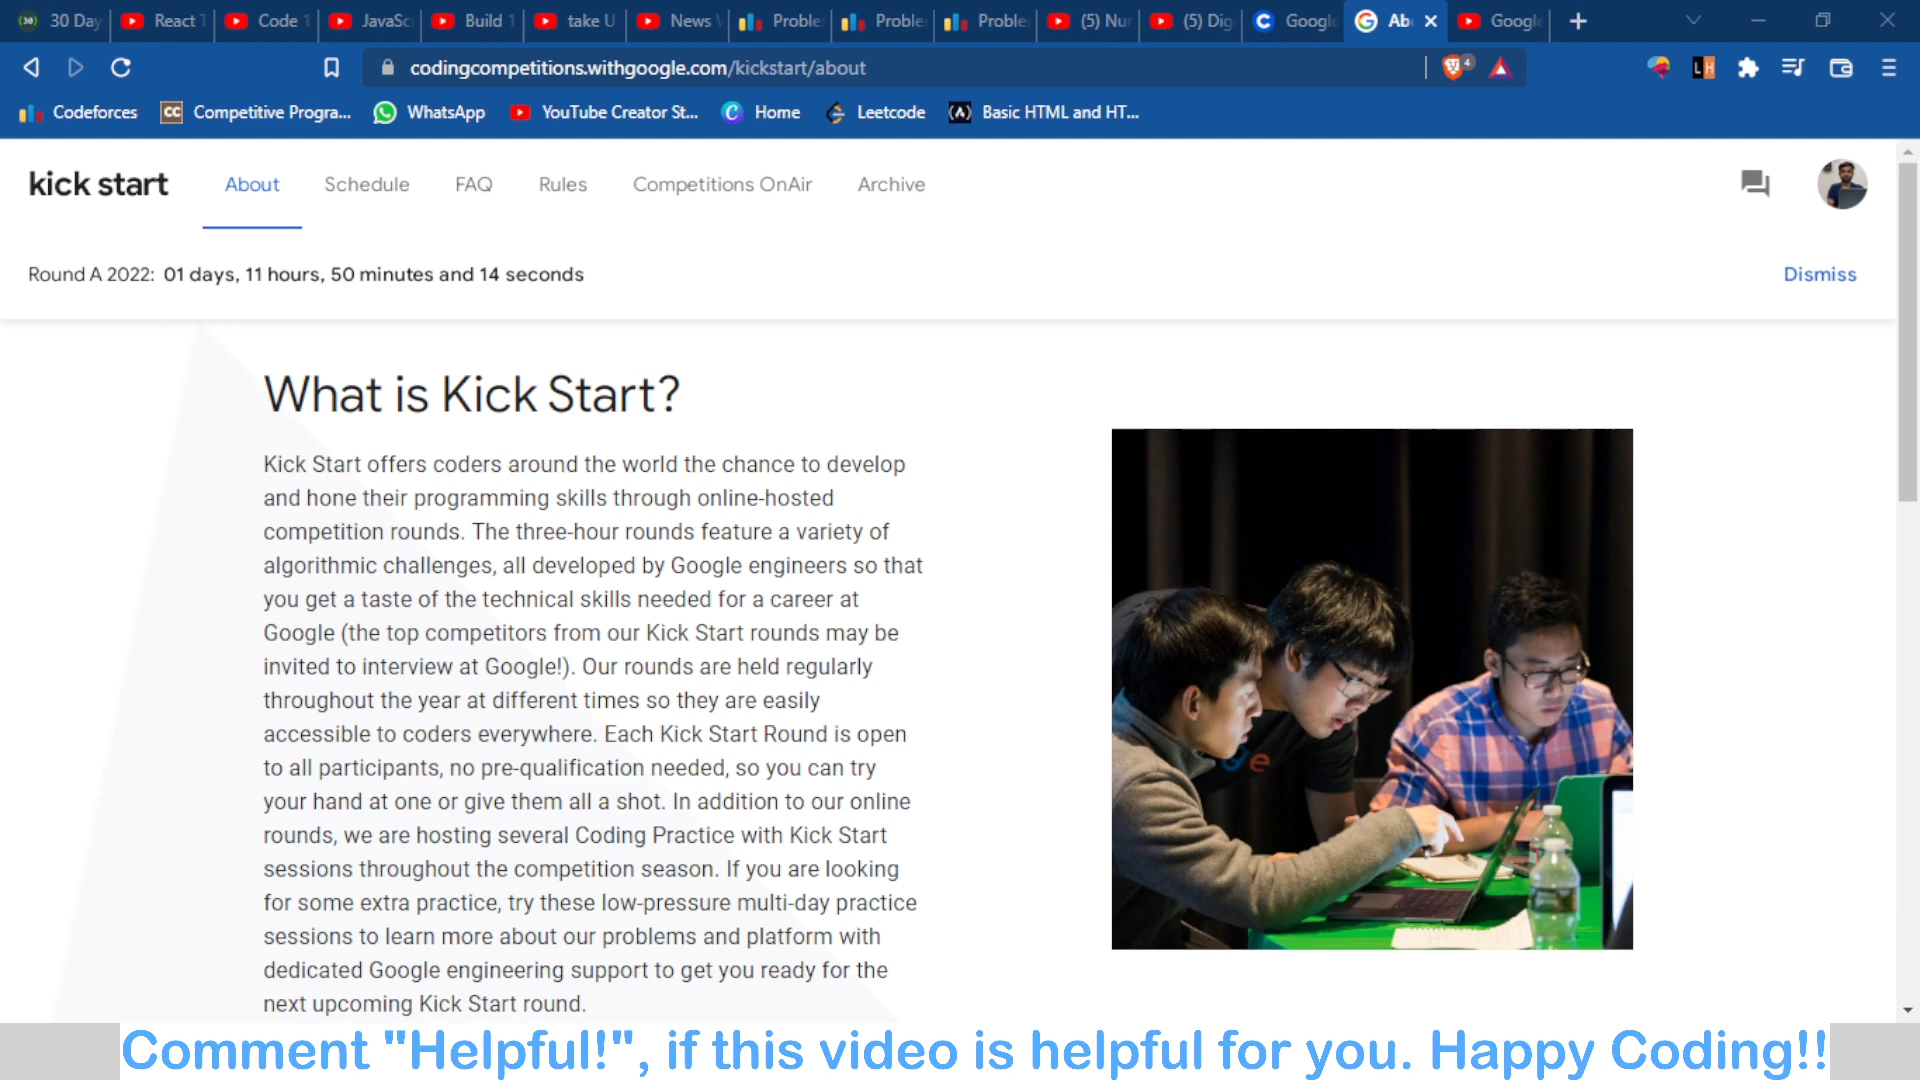 30 Day
React T
Code 1
JavaSc
Build 1
take U
News
Proble
Proble
Proble
(5) Nu
(5) Dig
Google
Ab
Google
codingcompetitions.withgoogle.com/kickstart/about
4
LH
Codeforces
CC Competitive Progra...
WhatsApp
YouTube Creator St...
Home
Leetcode
Basic HTML and HT...
kick start
About
Schedule
FAQ
Rules
Competitions OnAir
Archive
Round A 2022: 01 days, 11 hours, 50 minutes and 14 seconds
Dismiss
What is Kick Start?
Kick Start offers coders around the world the chance to develop
and hone their programming skills through online-hosted
competition rounds. The three-hour rounds feature a variety of
algorithmic challenges, all developed by Google engineers so that
you get a taste of the technical skills needed for a career at
Google (the top competitors from our Kick Start rounds may be
invited to interview at Google!). Our rounds are held regularly
throughout the year at different times so they are easily
accessible to coders everywhere. Each Kick Start Round is open
to all participants, no pre-qualification needed, so you can try
your hand at one or give them all a shot. In addition to our online
rounds, we are hosting several Coding Practice with Kick Start
sessions throughout the competition season. If you are looking
for some extra practice, try these low-pressure multi-day practice
sessions to learn more about our problems and platform with
dedicated Google engineering support to get you ready for the
next upcoming Kick Start round.
Comment "Helpful!", if this video is helpful for you. Happy Coding!!